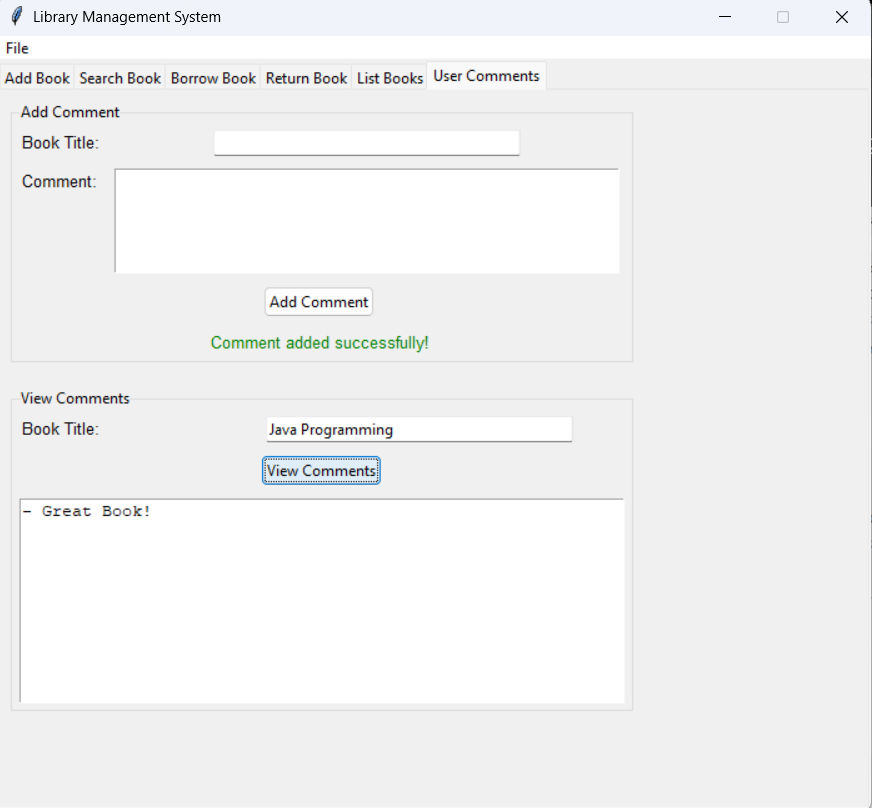 Library Management System
File
Add Book Search Book Borrow Book Return Book List Books User Comments
Add Comment
Book Title:
Comment:
Add Comment
Comment added successfully!
View Comments
Book Title: Java Programming
View Comments
- Great Book!